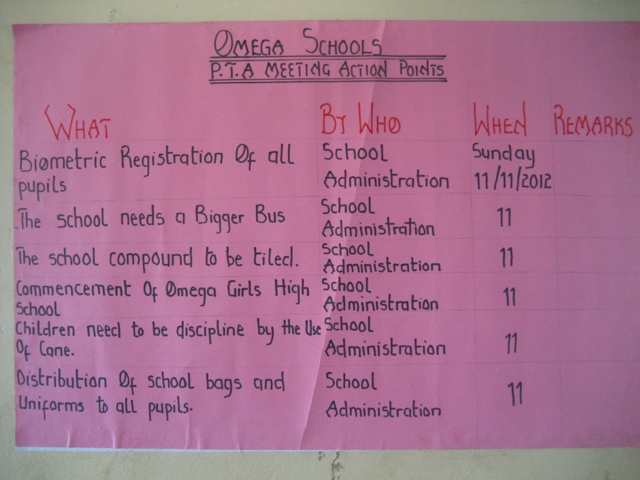 Omega Schools
P.T.A Meeting Action Points
What By Who When Remarks
Biometric Registration Of all School Sunday
pupils Administration 11/11/2012
The school needs a Bigger Bus School
Administration 11
The school compound to be tiled. School
Administration 11
Commencement Of Omega Girls High School
School Administration 11
Children need to be discipline by the Use School
Of Cane. Administration 11
Distribution Of school bags and School
Uniforms to all pupils. Administration 11